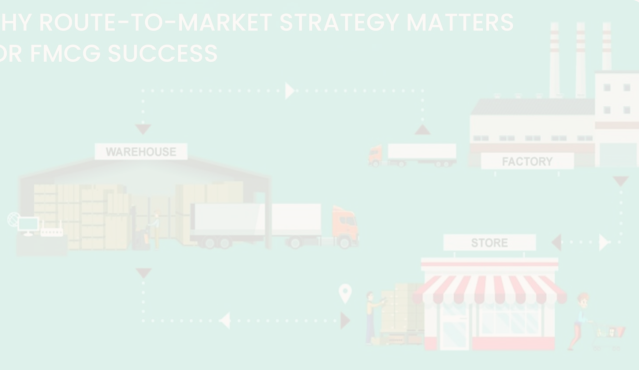 HY ROUTE-TO-MARKET STRATEGY MATTERS
OR FMCG SUCCESS
WAREHOUSE
FACTORY
STORE